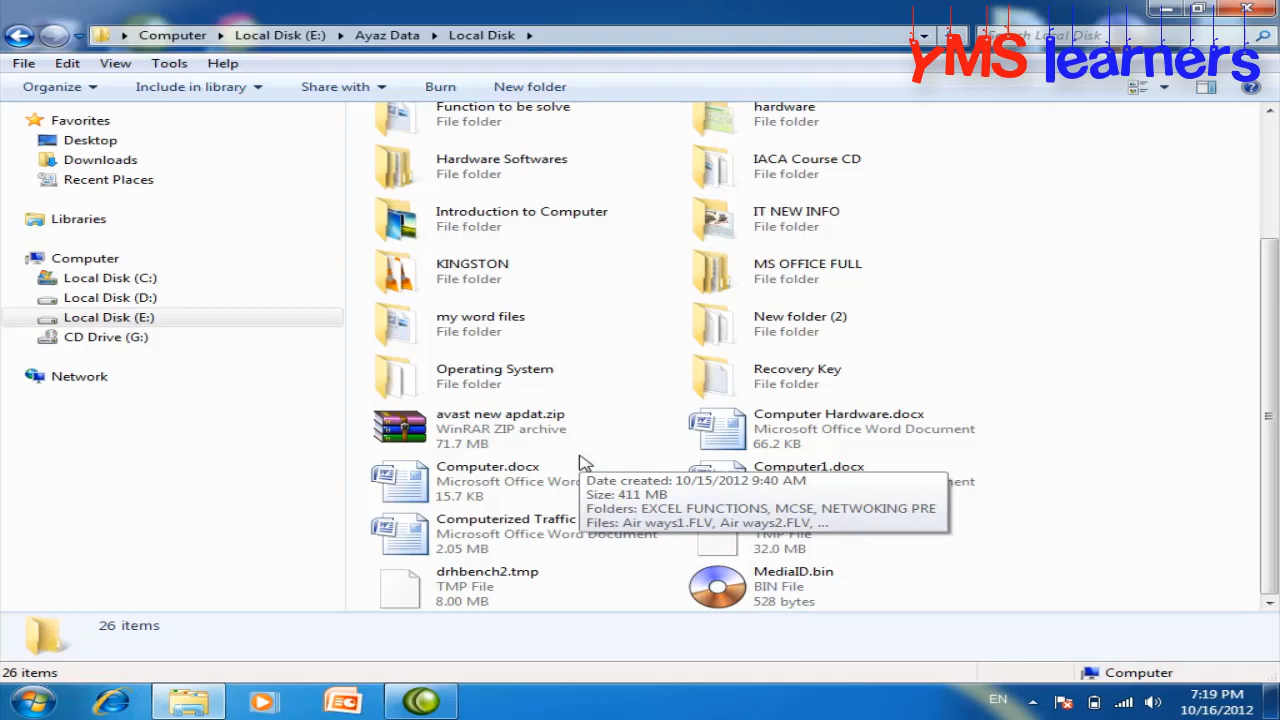 YMS learners
Computer
Local Disk (E:)
Ayaz Data
Local Disk
Search Local Disk
File
Edit
View
Tools
Help
Organize
Include in library
Share with
Burn
New folder
Favorites
Desktop
Downloads
Recent Places
Libraries
Computer
Local Disk (C:)
Local Disk (D:)
Local Disk (E:)
CD Drive (G:)
Network
Function to be solve
File folder
hardware
File folder
Hardware Softwares
File folder
IACA Course CD
File folder
Introduction to Computer
File folder
IT NEW INFO
File folder
KINGSTON
File folder
MS OFFICE FULL
File folder
my word files
File folder
New folder (2)
File folder
Operating System
File folder
Recovery Key
File folder
avast new apdat.zip
WinRAR ZIP archive
71.7 MB
Computer Hardware.docx
Microsoft Office Word Document
66.2 KB
Computer.docx
Microsoft Office Word
15.7 KB
Computer1.docx
Date created: 10/15/2012 9:40 AM
Size: 411 MB
Folders: EXCEL FUNCTIONS, MCSE, NETWOKING PRE
Files: Air ways1.FLV, Air ways2.FLV, ...
Computerized Traffic
Microsoft Office Word Document
2.05 MB
TMP File
32.0 MB
drhbench2.tmp
TMP File
8.00 MB
MediaID.bin
BIN File
528 bytes
26 items
26 items
Computer
EN
7:19 PM
10/16/2012